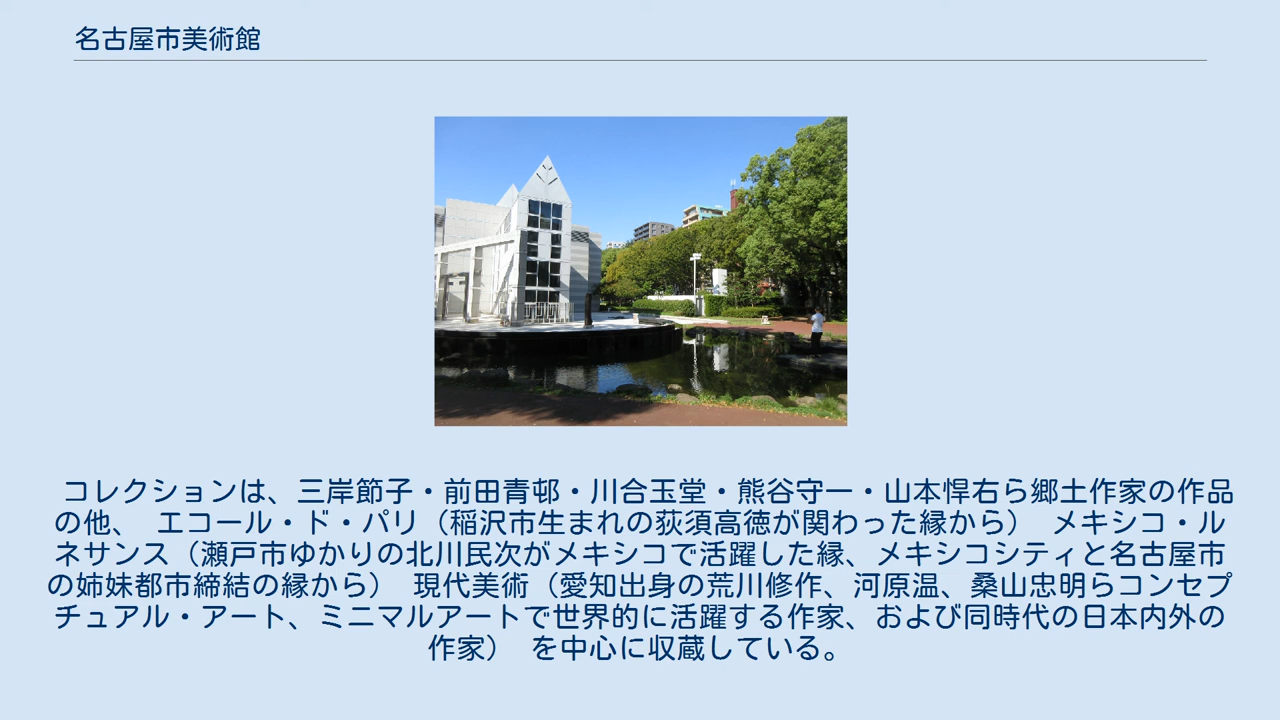 名古屋市美術館
コレクションは、三岸節子・前田青邨・川合玉堂・熊谷守一・山本悍右ら郷土作家の作品
の他、 エコール・ド・パリ（稲沢市生まれの荻須高徳が関わった縁から） メキシコ・ル
ネサンス（瀬戸市ゆかりの北川民次がメキシコで活躍した縁、メキシコシティと名古屋市
の姉妹都市締結の縁から） 現代美術（愛知出身の荒川修作、河原温、桑山忠明らコンセプ
チュアル・アート、ミニマルアートで世界的に活躍する作家、および同時代の日本内外の
作家） を中心に収蔵している。